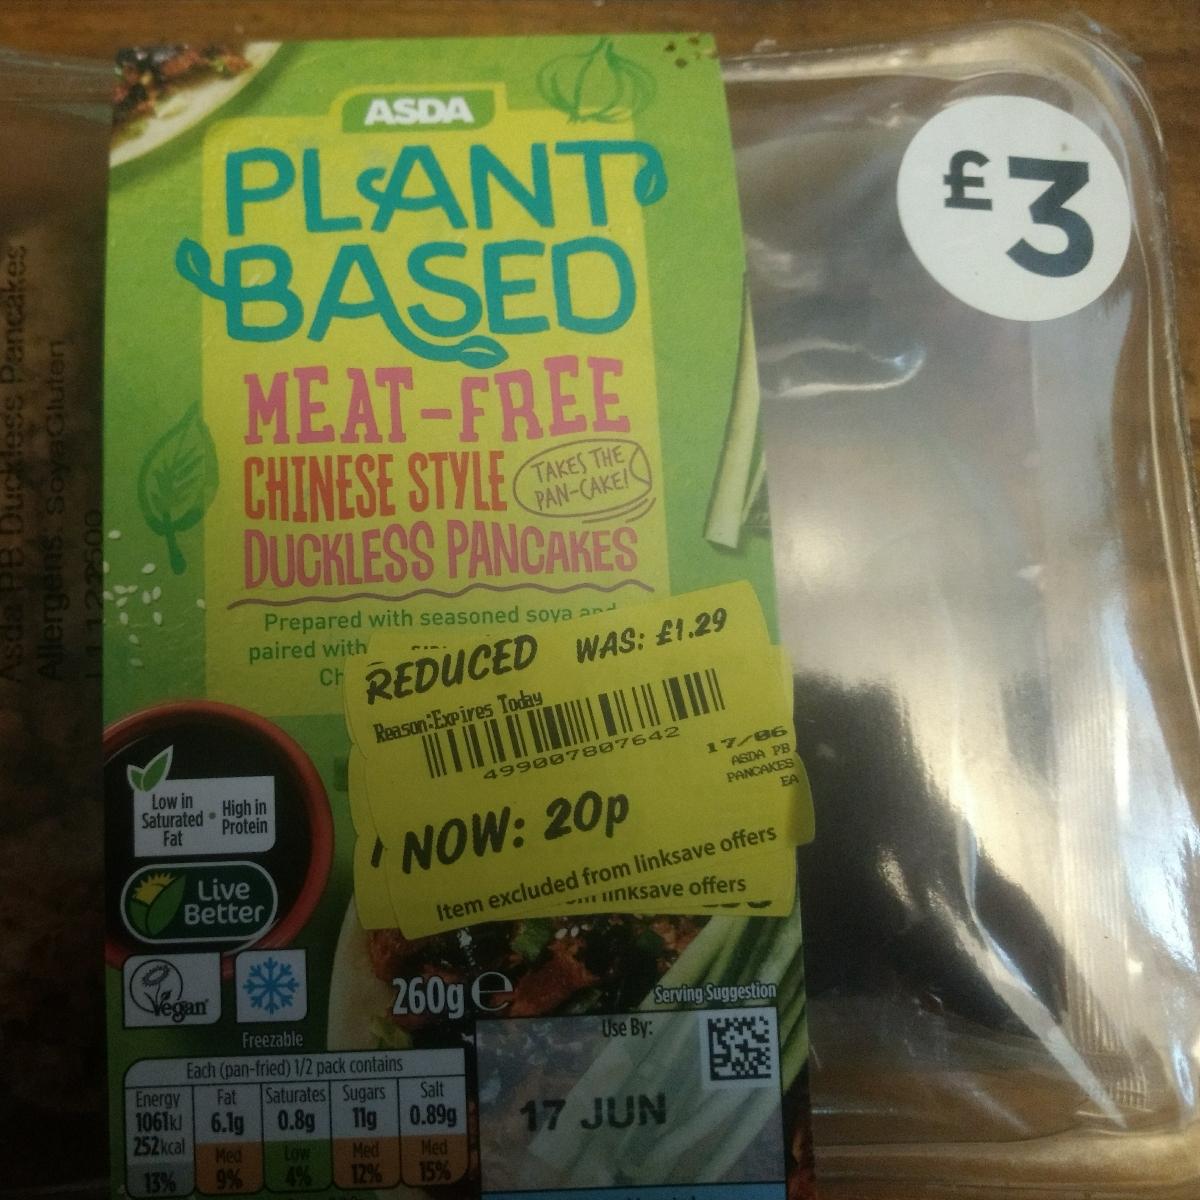 ASDA
PLANT
BASED
MEAT-FREE
CHINESE STYLE
TAKES THE
PAN-CAKE!
DUCKLESS PANCAKES
Prepared with seasoned soya and
paired with
Ch
£3
REDUCED WAS: £1.29
Reason:Expires Today
499007807642
17/06
ASDA PB
PANCAKES
EA
NOW: 20p
Item excluded from linksave offers
linksave offers
Low in
Saturated
Fat
High in
Protein
Live
Better
Vegan
Freezable
260g e
Serving Suggestion
Use By:
17 JUN
Each (pan-fried) 1/2 pack contains
Energy Fat Saturates Sugars Salt
1061kJ 6.1g 0.8g 11g 0.89g
252kcal Med Low Med Med
13% 9% 4% 12% 15%
Asda PB Duckless Pancakes
Allergens Soya Gluten